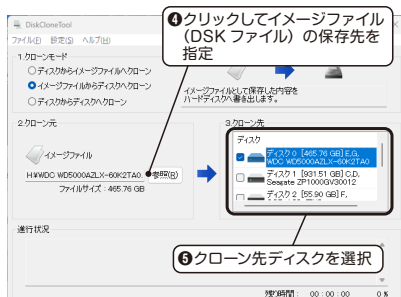 DiskCloneTool
❹クリックしてイメージファイル
（DSK ファイル）の保存先を
指定
ファイル(F) 設定(S) ヘルプ(H)
1.クローンモード
ディスクからイメージファイルへクローン
イメージファイルからディスクへクローン
ディスクからディスクへクローン
イメージファイルとして保存した内容を
ハードディスクへ書き出します。
2.クローン元
イメージファイル
H:¥WDC WD5000AZLX-60K2TA0.
参照(R)
ファイルサイズ : 465.76 GB
3.クローン先
ディスク
ディスク 0 [465.76 GB] E,G,
WDC WD5000AZLX-60K2TA0
ディスク 1 [931.51 GB] C,D,
Seagate ZP1000GV30012
ディスク 2 [55.90 GB] F,
進行状況
❺クローン先ディスクを選択
残り時間 : 00 : 00 : 00 0 %